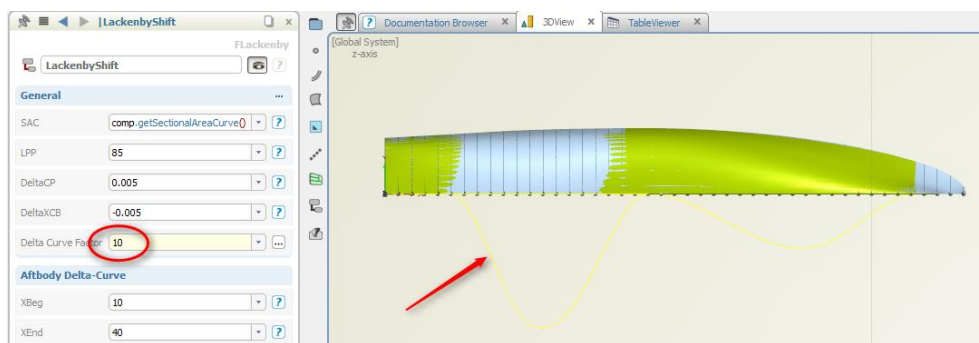 |LackenbyShift
FLackenby
LackenbyShift
General
SAC comp.getSectionalAreaCurve()
LPP 85
DeltaCP 0.005
DeltaXCB -0.005
Delta Curve Factor 10
Aftbody Delta-Curve
XBeg 10
XEnd 40
Documentation Browser 3DView TableViewer
[Global System]
z-axis